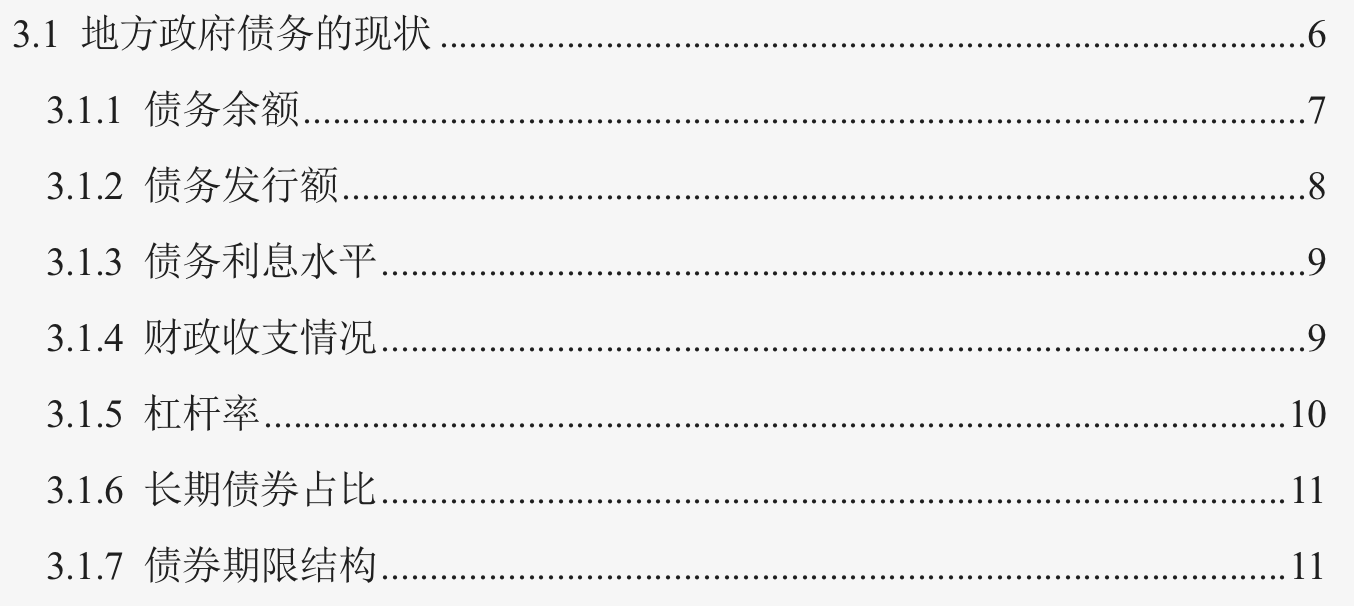 3.1 地方政府债务的现状........................................................................................6
3.1.1 债务余额......................................................................................................7
3.1.2 债务发行额..................................................................................................8
3.1.3 债务利息水平..............................................................................................9
3.1.4 财政收支情况..............................................................................................9
3.1.5 杠杆率........................................................................................................10
3.1.6 长期债券占比............................................................................................11
3.1.7 债券期限结构............................................................................................11